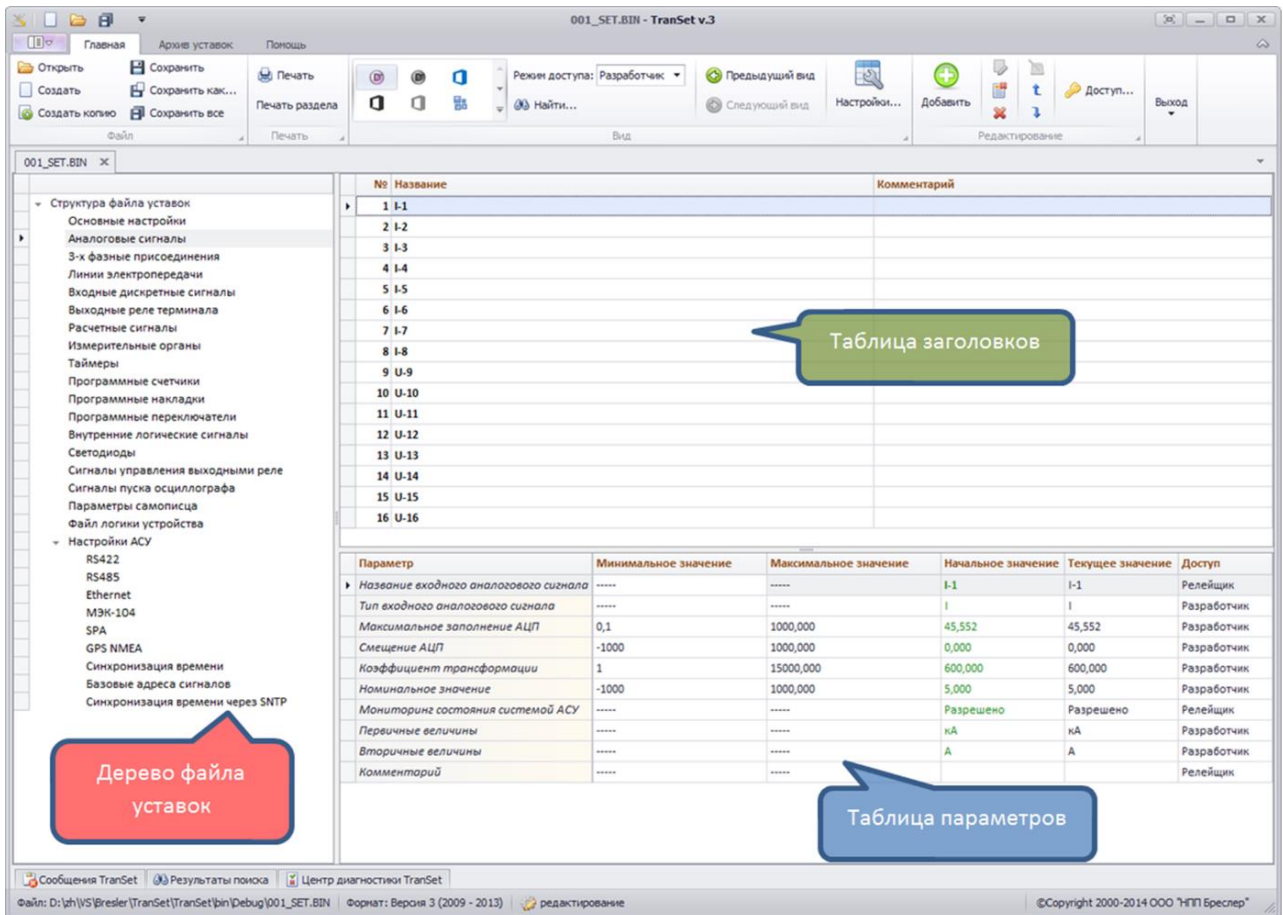 001_SET.BIN - TranSet v.3
Главная Архив уставок Помощь
Открыть
Создать
Создать копию
Сохранить
Сохранить как...
Сохранить все
Файл
Печать
Печать раздела
Печать
Режим доступа: Разработчик
Найти...
Предыдущий вид
Следующий вид
Настройки...
Вид
Добавить
Доступ...
Редактирование
Выход
001_SET.BIN
Структура файла уставок
Основные настройки
Аналоговые сигналы
3-х фазные присоединения
Линии электропередачи
Входные дискретные сигналы
Выходные реле терминала
Расчетные сигналы
Измерительные органы
Таймеры
Программные счетчики
Программные накладки
Программные переключатели
Внутренние логические сигналы
Светодиоды
Сигналы управления выходными реле
Сигналы пуска осциллографа
Параметры самописца
Файл логики устройства
Настройки АСУ
RS422
RS485
Ethernet
МЭК-104
SPA
GPS NMEA
Синхронизация времени
Базовые адреса сигналов
Синхронизация времени через SNTP
Дерево файла
уставок
№ Название Комментарий
1 I-1
2 I-2
3 I-3
4 I-4
5 I-5
6 I-6
7 I-7
8 I-8
9 U-9
10 U-10
11 U-11
12 U-12
13 U-13
14 U-14
15 U-15
16 U-16
Таблица заголовков
Параметр Минимальное значение Максимальное значение Начальное значение Текущее значение Доступ
Название входного аналогового сигнала ----- ----- I-1 I-1 Релейщик
Тип входного аналогового сигнала ----- ----- I I Разработчик
Максимальное заполнение АЦП 0,1 1000,000 45,552 45,552 Разработчик
Смещение АЦП -1000 1000,000 0,000 0,000 Разработчик
Коэффициент трансформации 1 15000,000 600,000 600,000 Разработчик
Номинальное значение -1000 1000,000 5,000 5,000 Разработчик
Мониторинг состояния системой АСУ ----- ----- Разрешено Разрешено Релейщик
Первичные величины ----- ----- кА кА Разработчик
Вторичные величины ----- ----- А А Разработчик
Комментарий ----- ----- Релейщик
Таблица параметров
Сообщения TranSet Результаты поиска Центр диагностики TranSet
Файл: D:\zh\VS\Bresler\TranSet\TranSet\bin\Debug\001_SET.BIN Формат: Версия 3 (2009 - 2013) редактирование ©Copyright 2000-2014 ООО "НПП Бреслер"